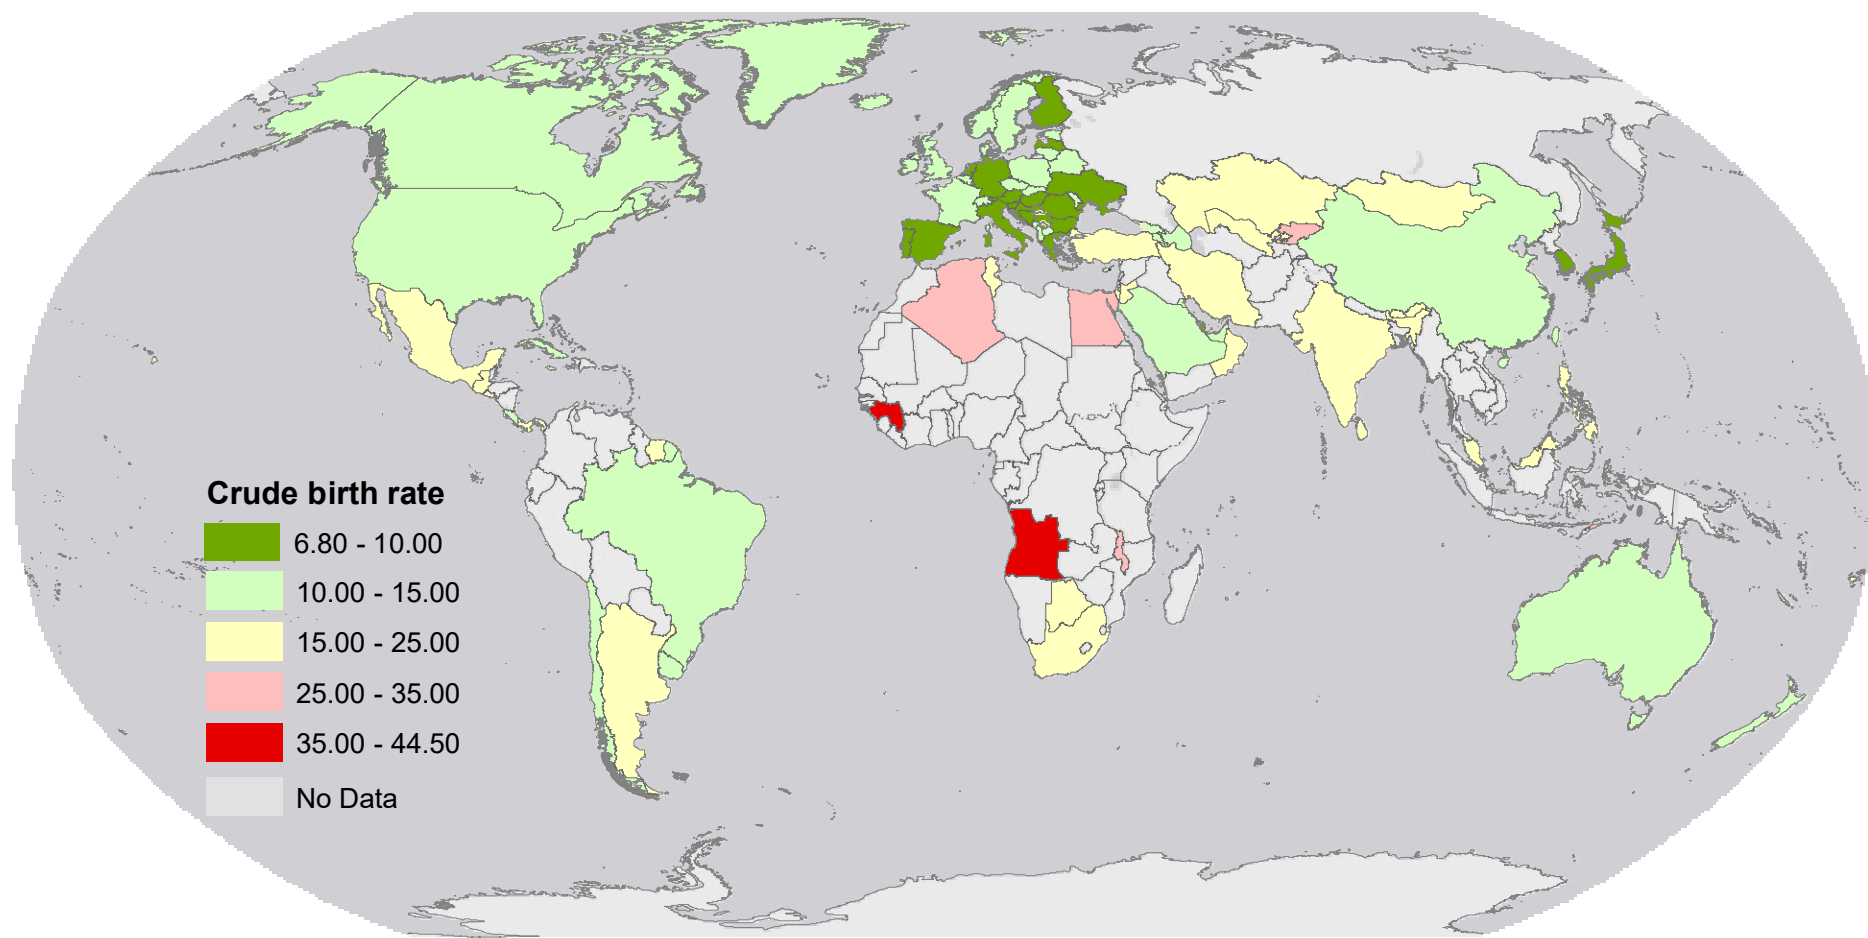 Crude birth rate
6.80 - 10.00
10.00 - 15.00
15.00 - 25.00
25.00 - 35.00
35.00 - 44.50
No Data